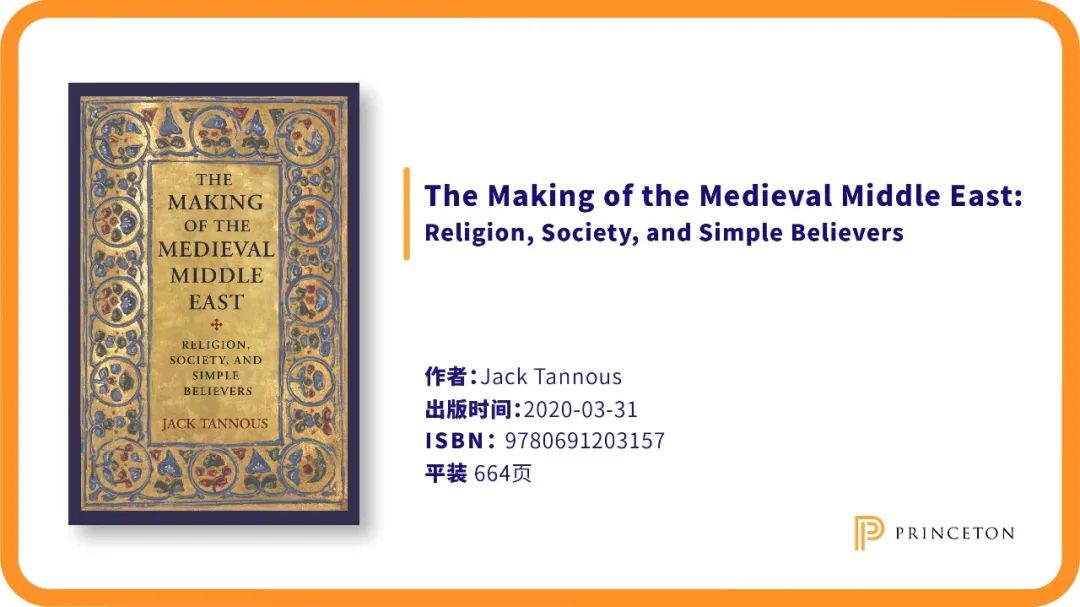 THE
MAKING
OF THE
MEDIEVAL
MIDDLE
EAST
RELIGION,
SOCIETY, AND
SIMPLE
BELIEVERS
JACK TANNOUS
The Making of the Medieval Middle East:
Religion, Society, and Simple Believers
作者：Jack Tannous
出版时间：2020-03-31
ISBN： 9780691203157
平装 664页
PRINCETON